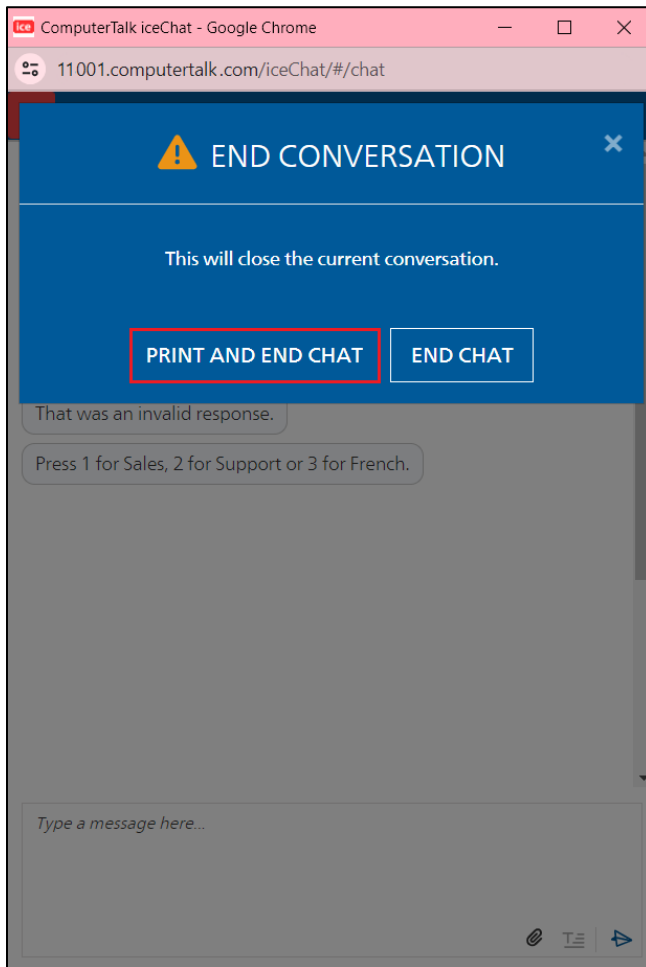 ice ComputerTalk iceChat - Google Chrome
11001.computertalk.com/iceChat/#/chat
END CONVERSATION
This will close the current conversation.
PRINT AND END CHAT
END CHAT
That was an invalid response.
Press 1 for Sales, 2 for Support or 3 for French.
Type a message here...